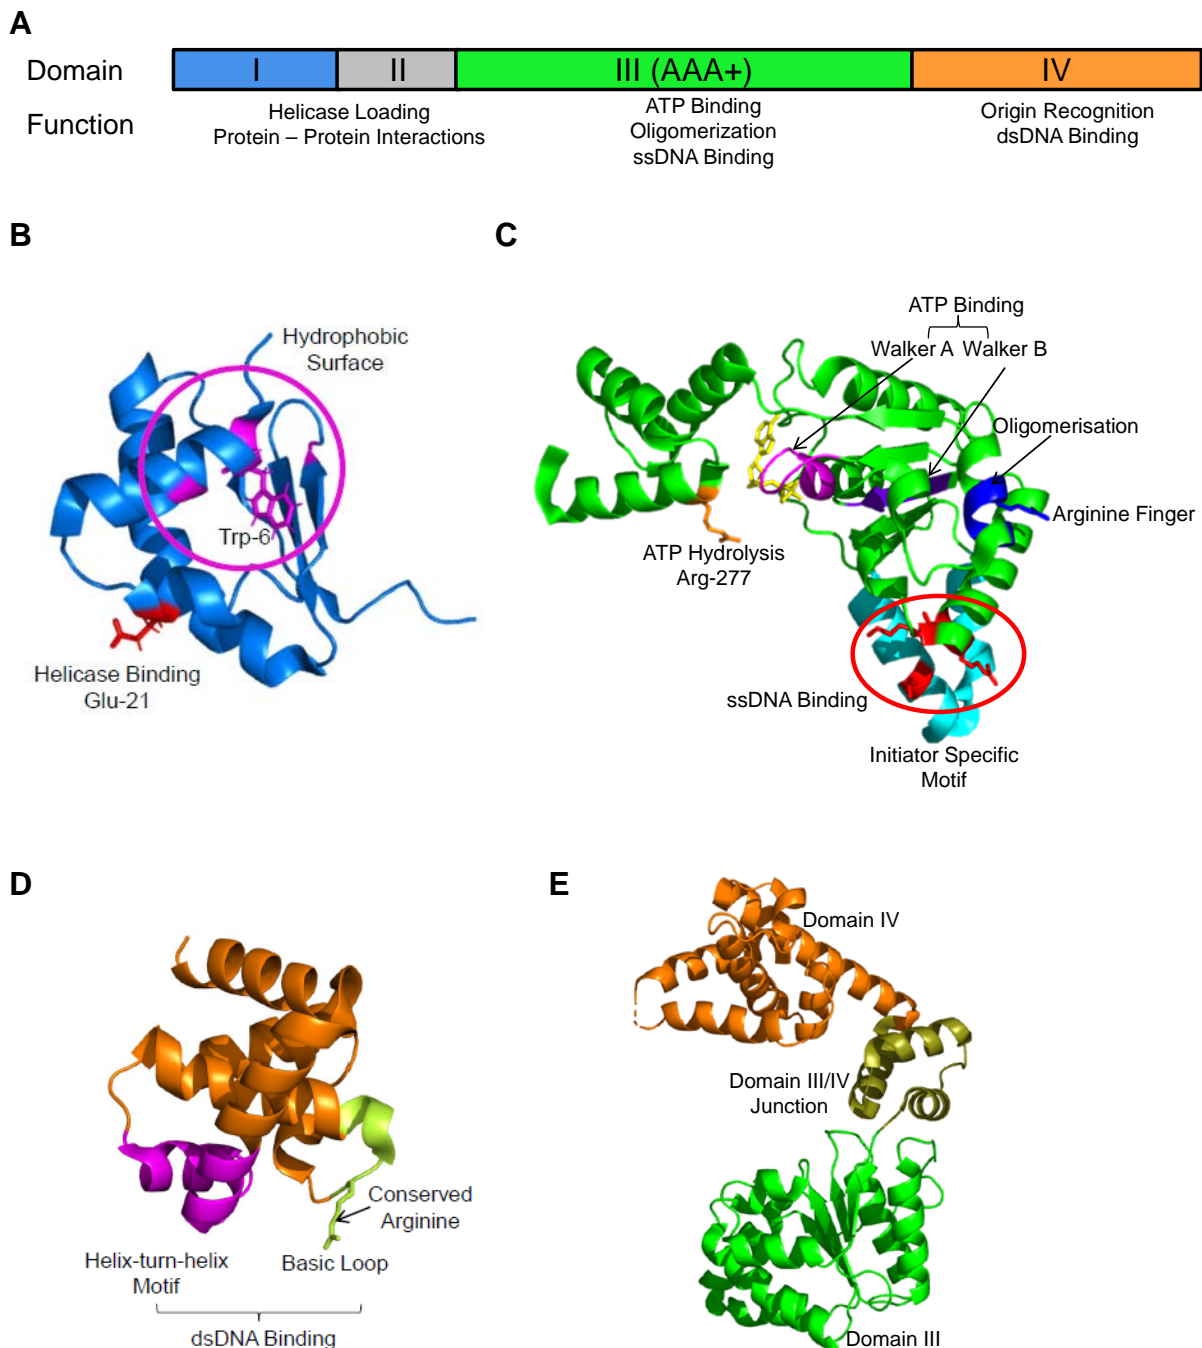 A
Domain
I
II
III (AAA+)
IV
Function
Helicase Loading
Protein – Protein Interactions
ATP Binding
Oligomerization
ssDNA Binding
Origin Recognition
dsDNA Binding
B
Hydrophobic
Surface
Trp-6
Helicase Binding
Glu-21
C
ATP Binding
Walker A
Walker B
Oligomerisation
Arginine Finger
ATP Hydrolysis
Arg-277
ssDNA Binding
Initiator Specific
Motif
D
Conserved
Arginine
Helix-turn-helix
Motif
Basic Loop
dsDNA Binding
E
Domain IV
Domain III/IV
Junction
Domain III